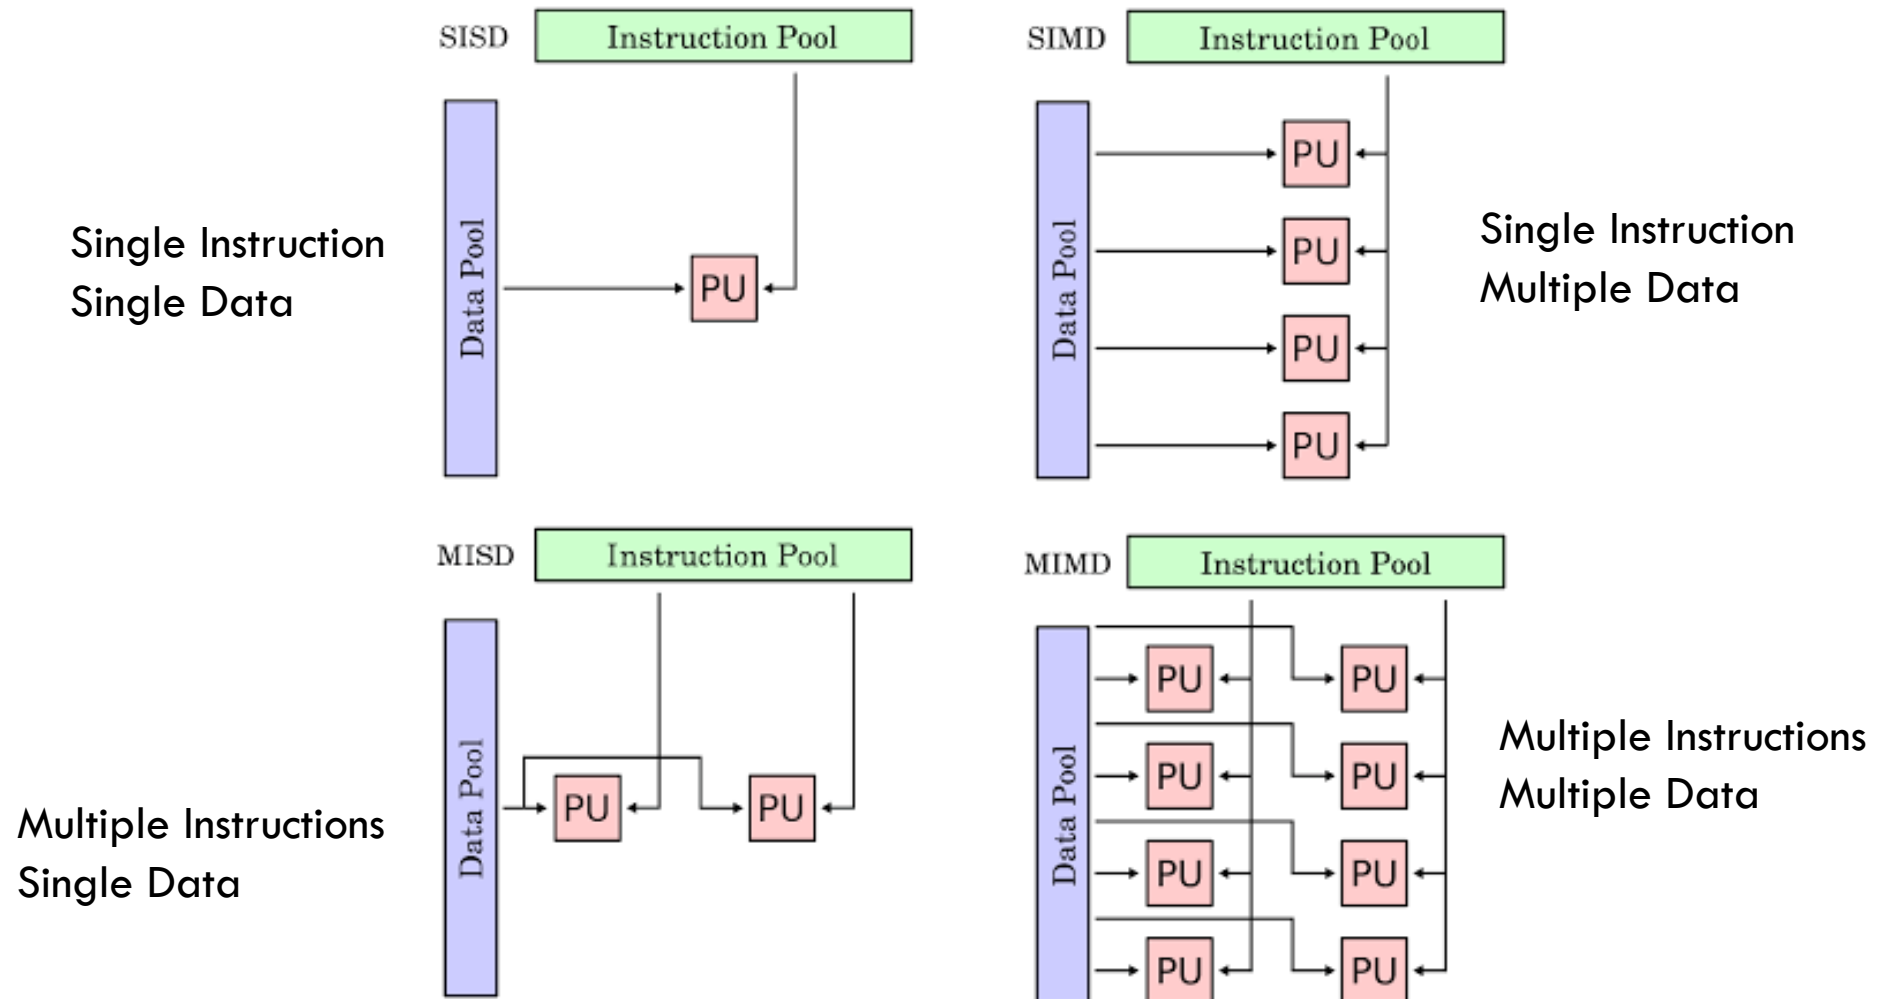 SISD
Instruction Pool
Data Pool
PU
Single Instruction
Single Data
SIMD
Instruction Pool
Data Pool
PU
PU
PU
PU
Single Instruction
Multiple Data
MISD
Instruction Pool
Data Pool
PU PU
Multiple Instructions
Single Data
MIMD
Instruction Pool
Data Pool
PU PU
PU PU
PU PU
PU PU
Multiple Instructions
Multiple Data